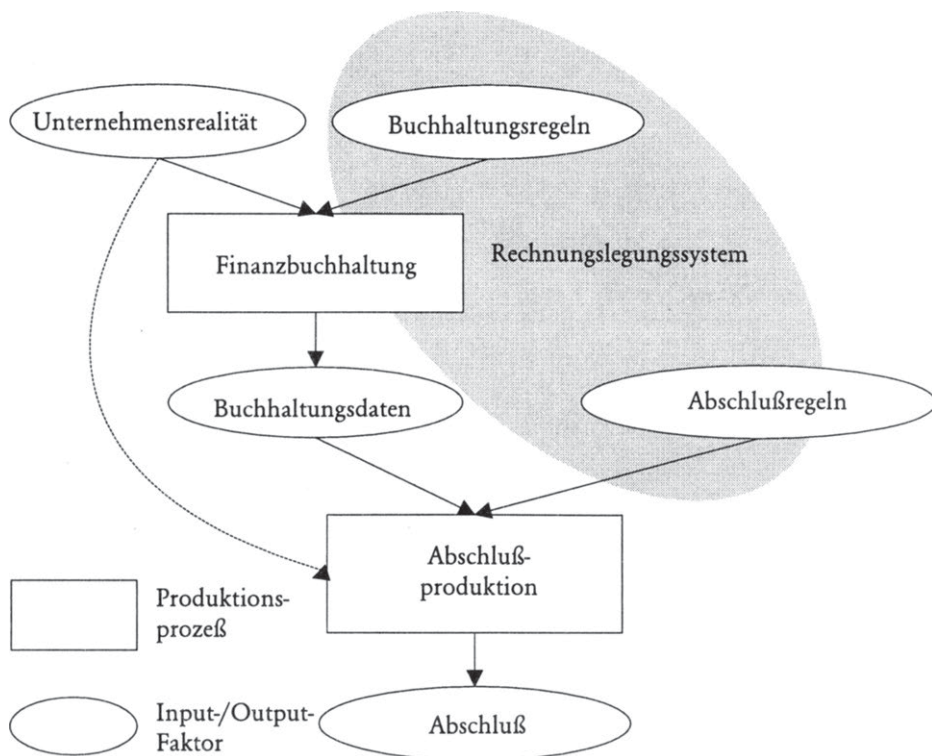 Unternehmensrealität
Buchhaltungsregeln
Finanzbuchhaltung
Rechnungslegungssystem
Buchhaltungsdaten
Abschlußregeln
Abschluß-
produktion
Produktions-
prozeß
Input-/Output-
Faktor
Abschluß